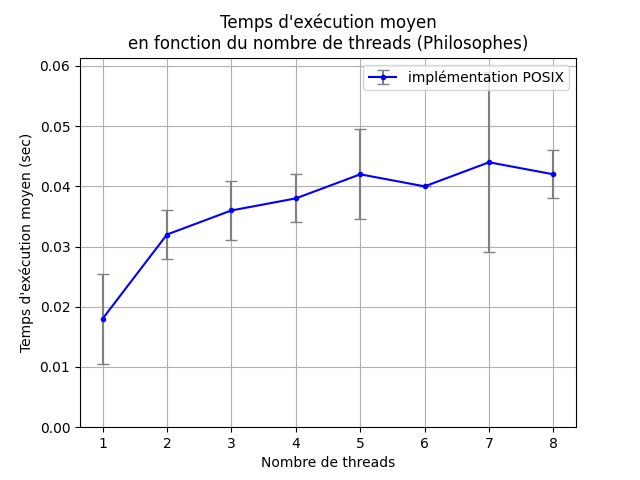 Temps d'exécution moyen
en fonction du nombre de threads (Philosophes)
implémentation POSIX
Temps d'exécution moyen (sec)
0.06
0.05
0.04
0.03
0.02
0.01
0.00
1 2 3 4 5 6 7 8
Nombre de threads